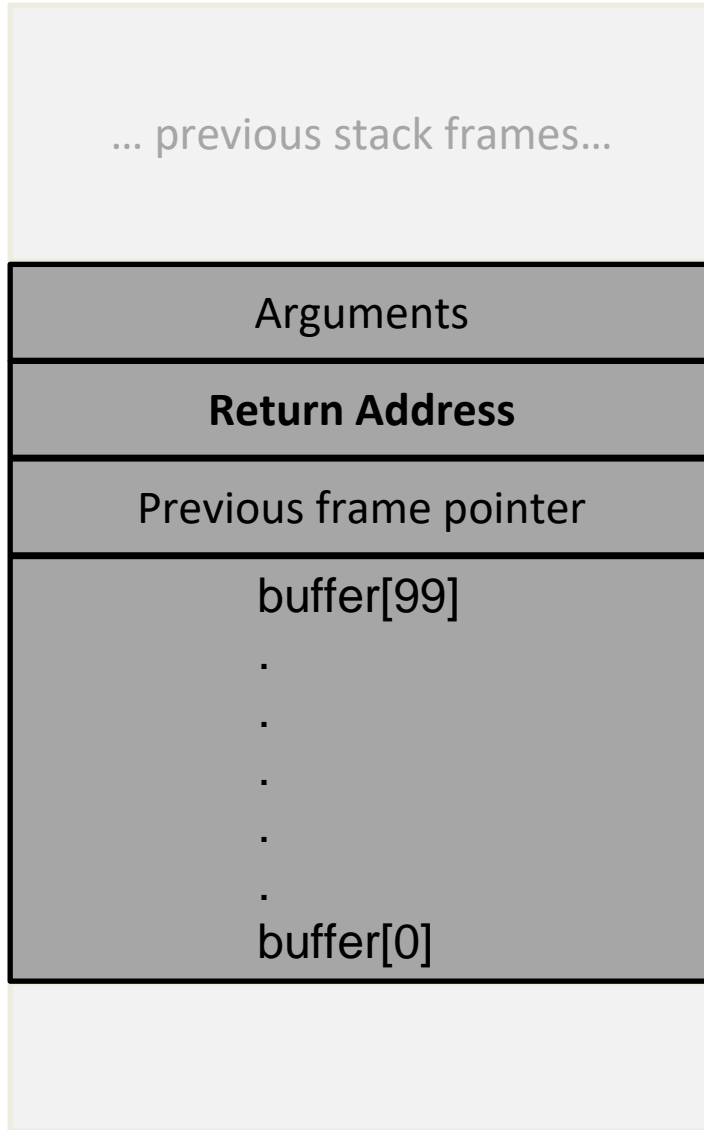 ... previous stack frames...
Arguments
Return Address
Previous frame pointer
buffer[99]
.
.
.
.
.
buffer[0]